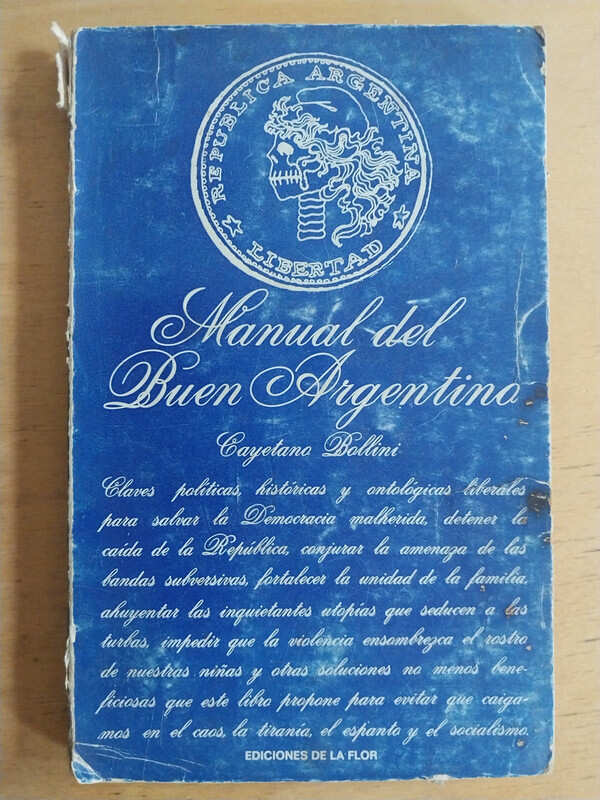 REPUBLICA ARGENTINA
LIBERTAD
Manual del
Buen Argentino
Cayetano Bollini
Claves políticas, históricas y ontológicas liberales
para salvar la Democracia malherida, detener la
caída de la República, conjurar la amenaza de las
bandas subversivas, fortalecer la unidad de la familia,
ahuyentar las inquietantes utopías que seducen a las
turbas, impedir que la violencia ensombrezca el rostro
de nuestras niñas y otras soluciones no menos bene-
ficiosas que este libro propone para evitar que caiga-
mos en el caos, la tiranía, el espanto y el socialismo.
EDICIONES DE LA FLOR